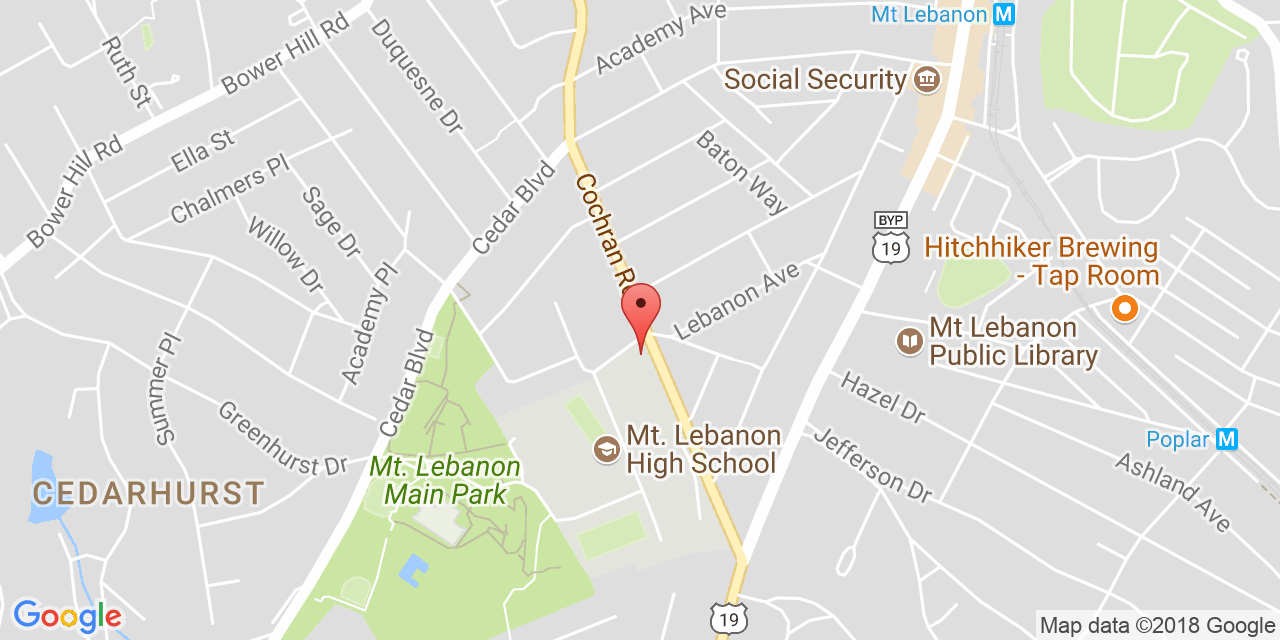 Academy Ave
Mt Lebanon M
Ruth St
Bower Hill Rd
Duquesne Dr
Social Security
Bower Hill Rd
Ella St
Chalmers Pl
Baton Way
Cedar Blvd
Sage Dr
Willow Dr
Cochran R
BYP
19
Hitchhiker Brewing
- Tap Room
Academy Pl
Lebanon Ave
Mt Lebanon
Public Library
Summer Pl
Cedar Blvd
Hazel Dr
Greenhurst Dr
Mt. Lebanon
High School
Jefferson Dr
Poplar M
Ashland Ave
Mt. Lebanon
Main Park
CEDARHURST
19
Google
Map data ©2018 Google